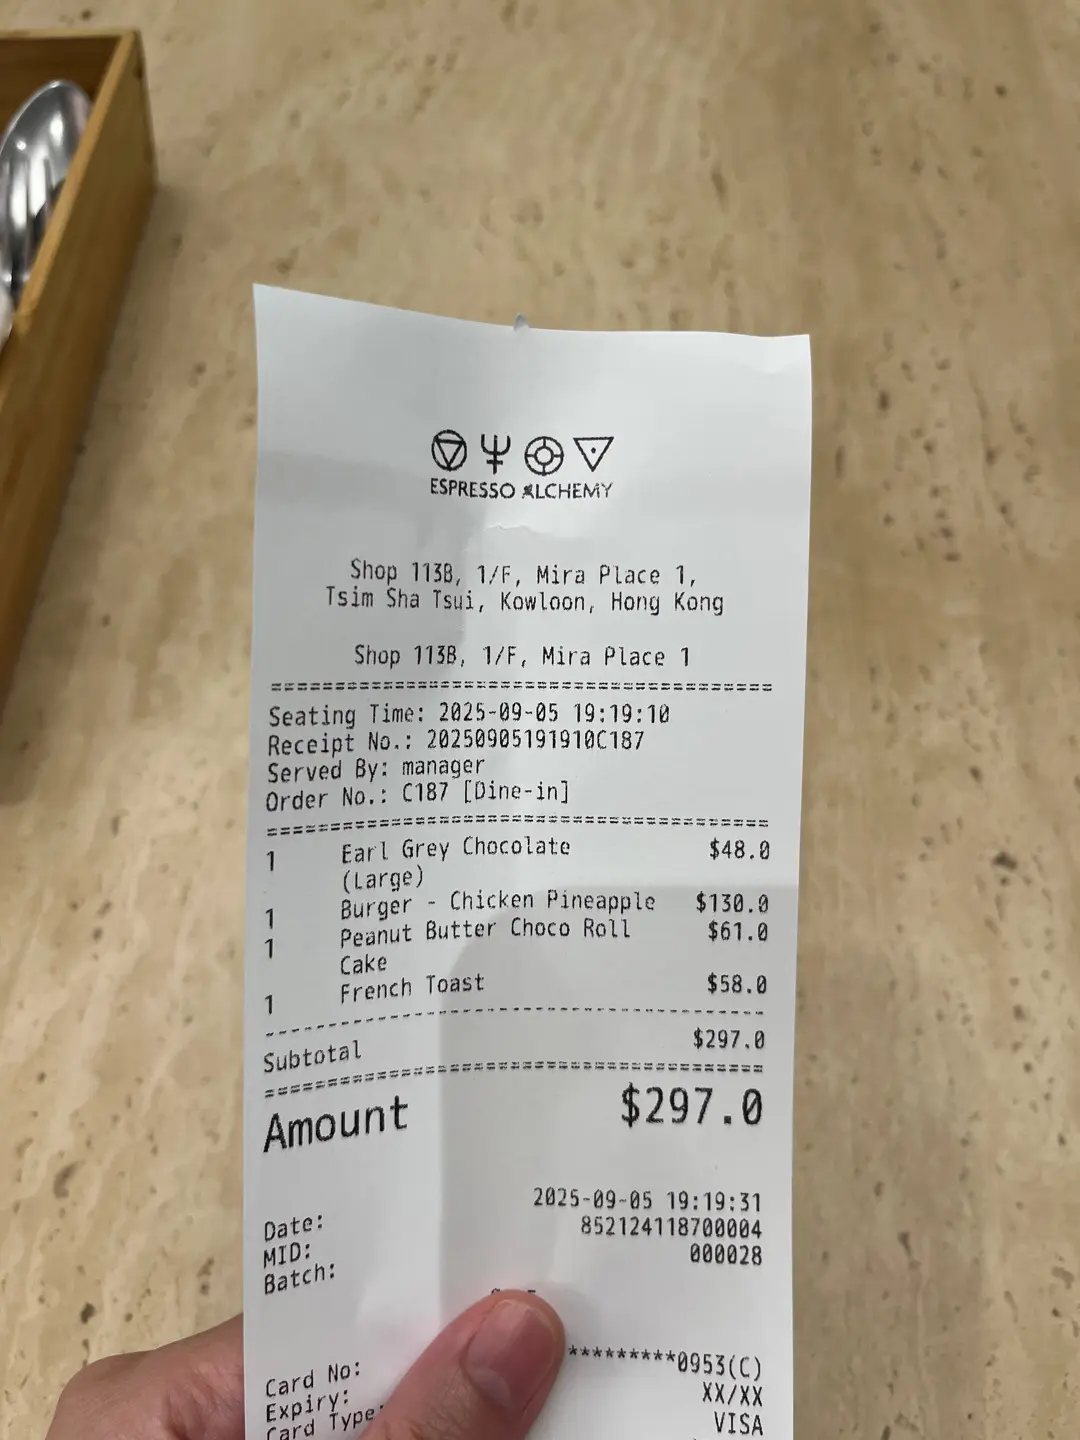 ESPRESSO ALCHEMY
Shop 113B, 1/F, Mira Place 1,
Tsim Sha Tsui, Kowloon, Hong Kong
Shop 113B, 1/F, Mira Place 1
Seating Time: 2025-09-05 19:19:10
Receipt No.: 20250905191910C187
Served By: manager
Order No.: C187 [Dine-in]
1 Earl Grey Chocolate $48.0
(Large)
1 Burger - Chicken Pineapple $130.0
1 Peanut Butter Choco Roll $61.0
Cake
1 French Toast $58.0
Subtotal $297.0
Amount $297.0
Date: 2025-09-05 19:19:31
MID: 852124118700004
Batch: 000028
Card No: *********0953(C)
Expiry: XX/XX
Card Type: VISA